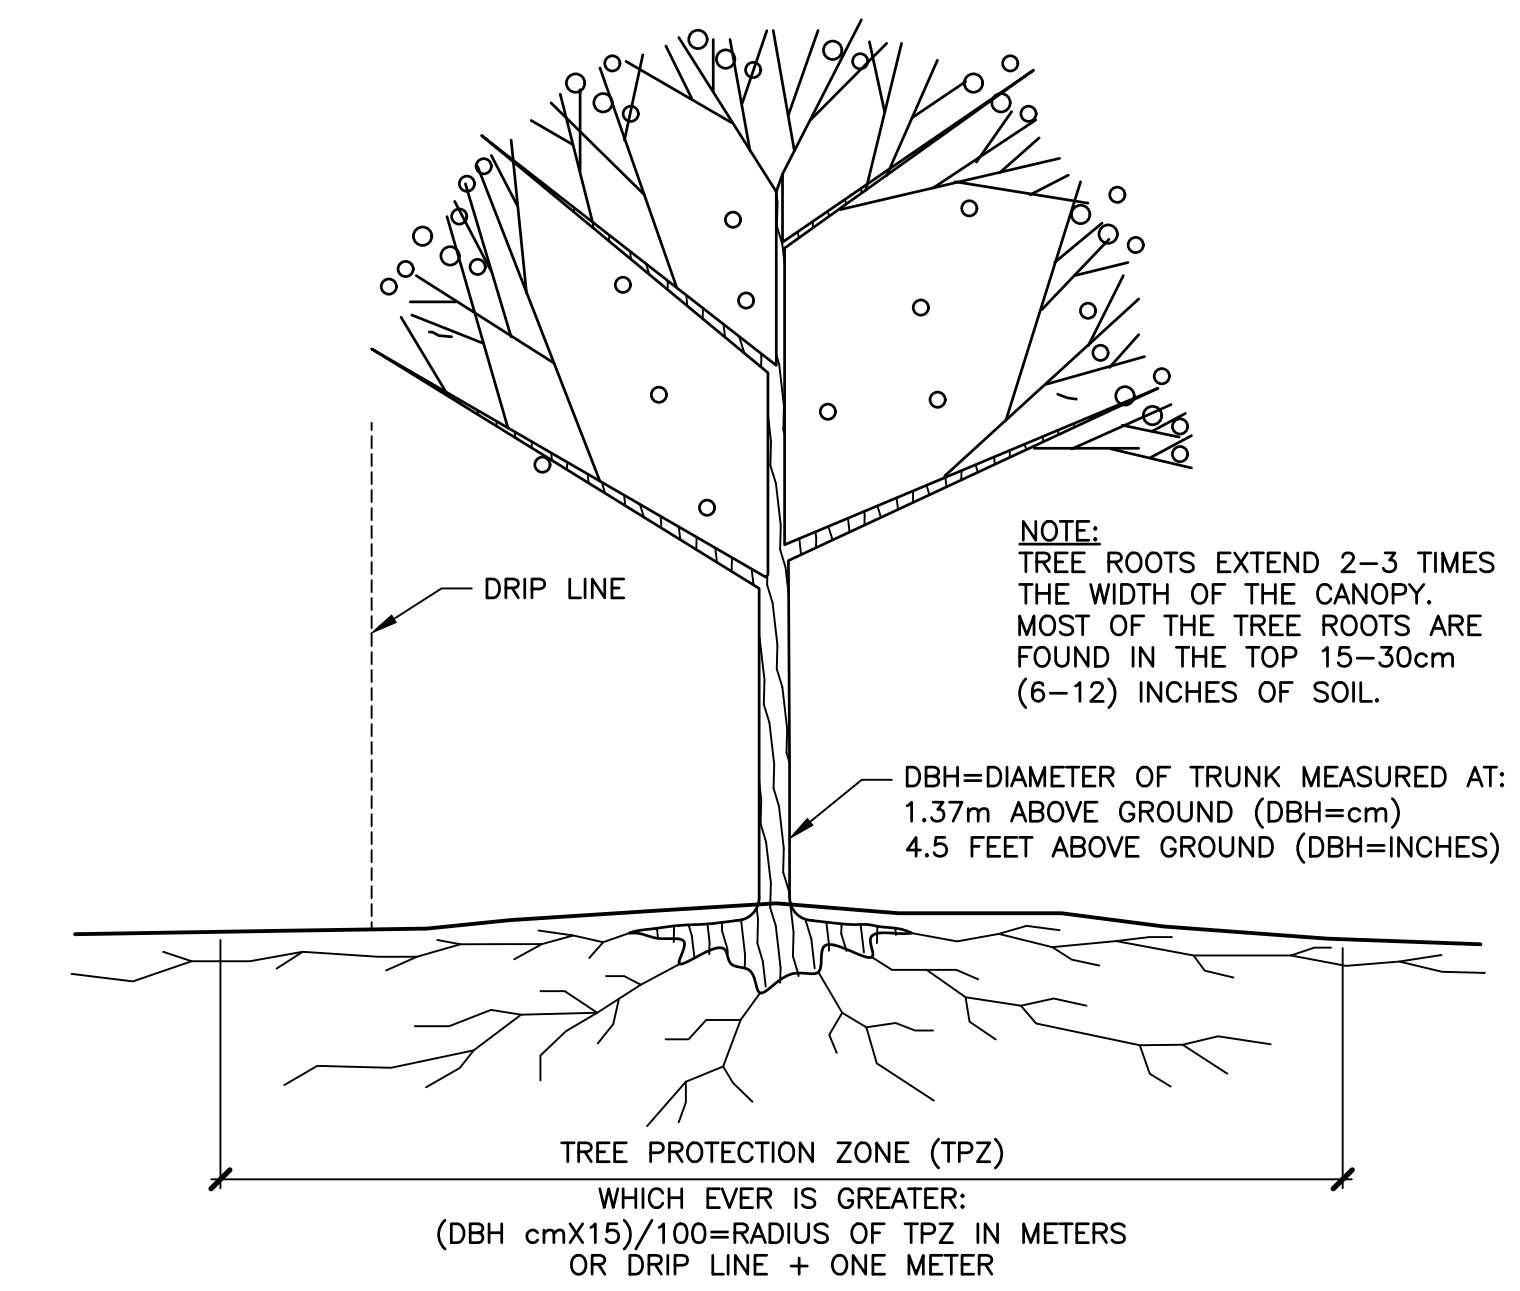 NOTE:
TREE ROOTS EXTEND 2-3 TIMES
THE WIDTH OF THE CANOPY.
MOST OF THE TREE ROOTS ARE
FOUND IN THE TOP 15-30cm
(6-12) INCHES OF SOIL.
DRIP LINE
DBH=DIAMETER OF TRUNK MEASURED AT:
1.37m ABOVE GROUND (DBH=cm)
4.5 FEET ABOVE GROUND (DBH=INCHES)
TREE PROTECTION ZONE (TPZ)
WHICH EVER IS GREATER:
(DBH cmX15)/100=RADIUS OF TPZ IN METERS
OR DRIP LINE + ONE METER